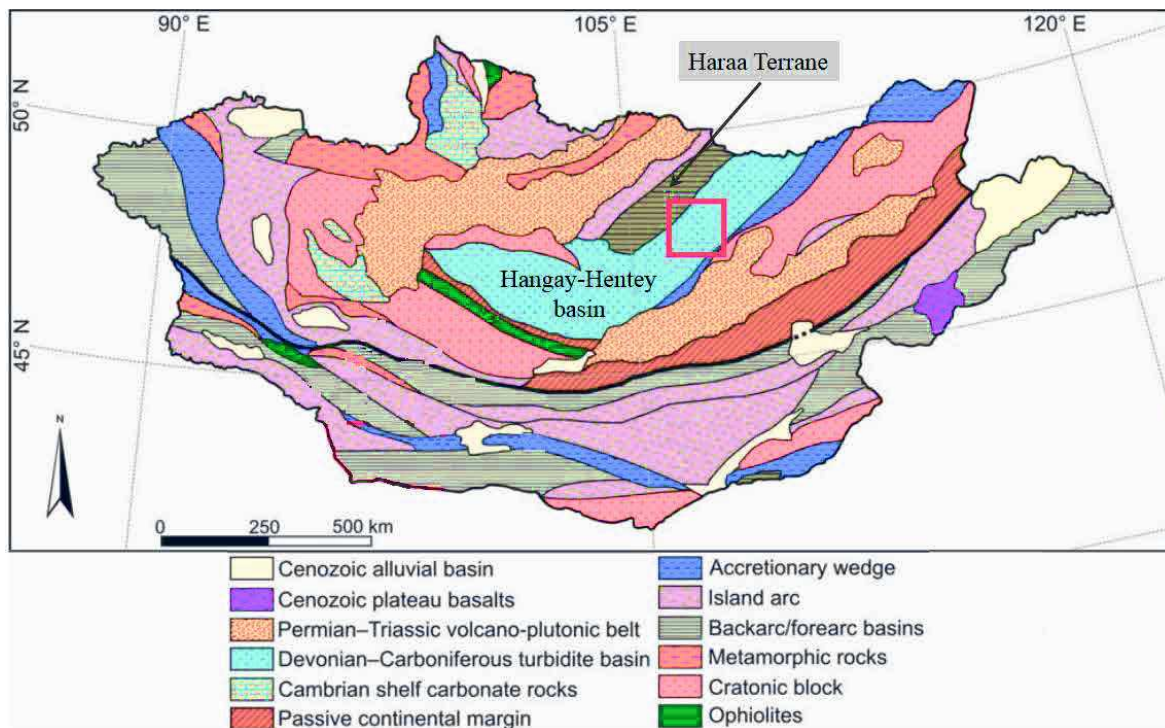 90° E
105° E
120° E
Haraa Terrane
50° N
Hangay-Hentey
basin
45° N
N
0 250 500 km
Cenozoic alluvial basin
Cenozoic plateau basalts
Permian–Triassic volcano-plutonic belt
Devonian–Carboniferous turbidite basin
Cambrian shelf carbonate rocks
Passive continental margin
Accretionary wedge
Island arc
Backarc/forearc basins
Metamorphic rocks
Cratonic block
Ophiolites